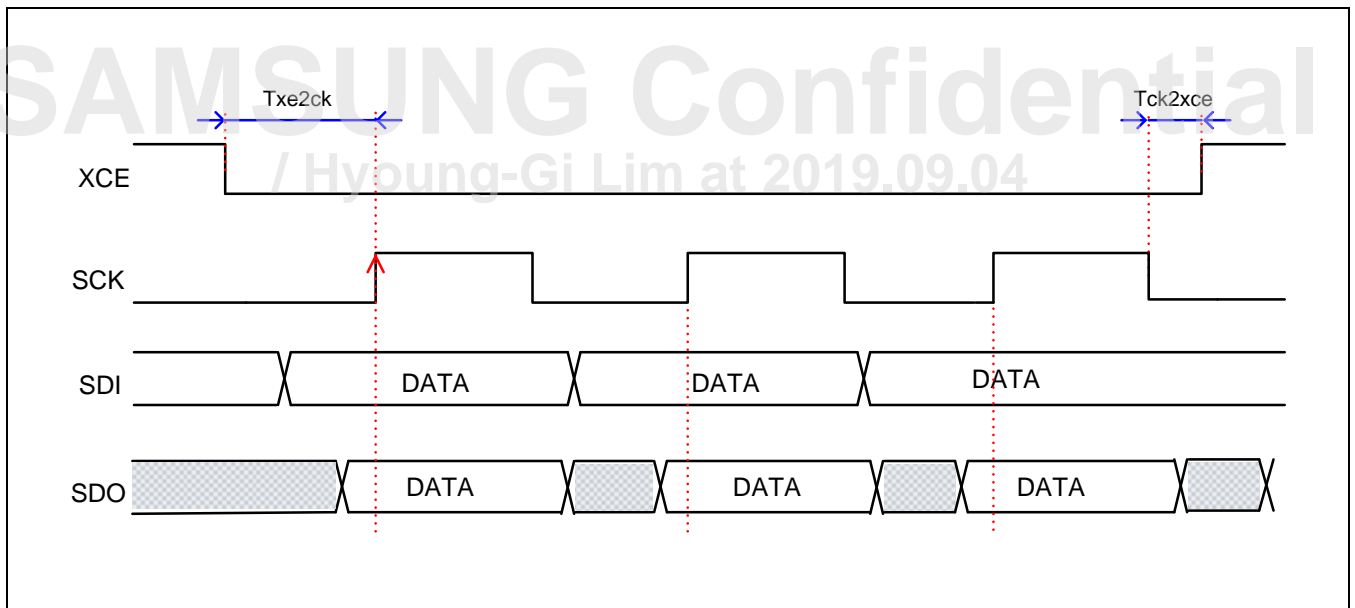 SAMSUNG Confidential
/ Hyoung-Gi Lim at 2019.09.04
Txe2ck
Tck2xce
XCE
SCK
SDI
DATA
DATA
DATA
SDO
DATA
DATA
DATA